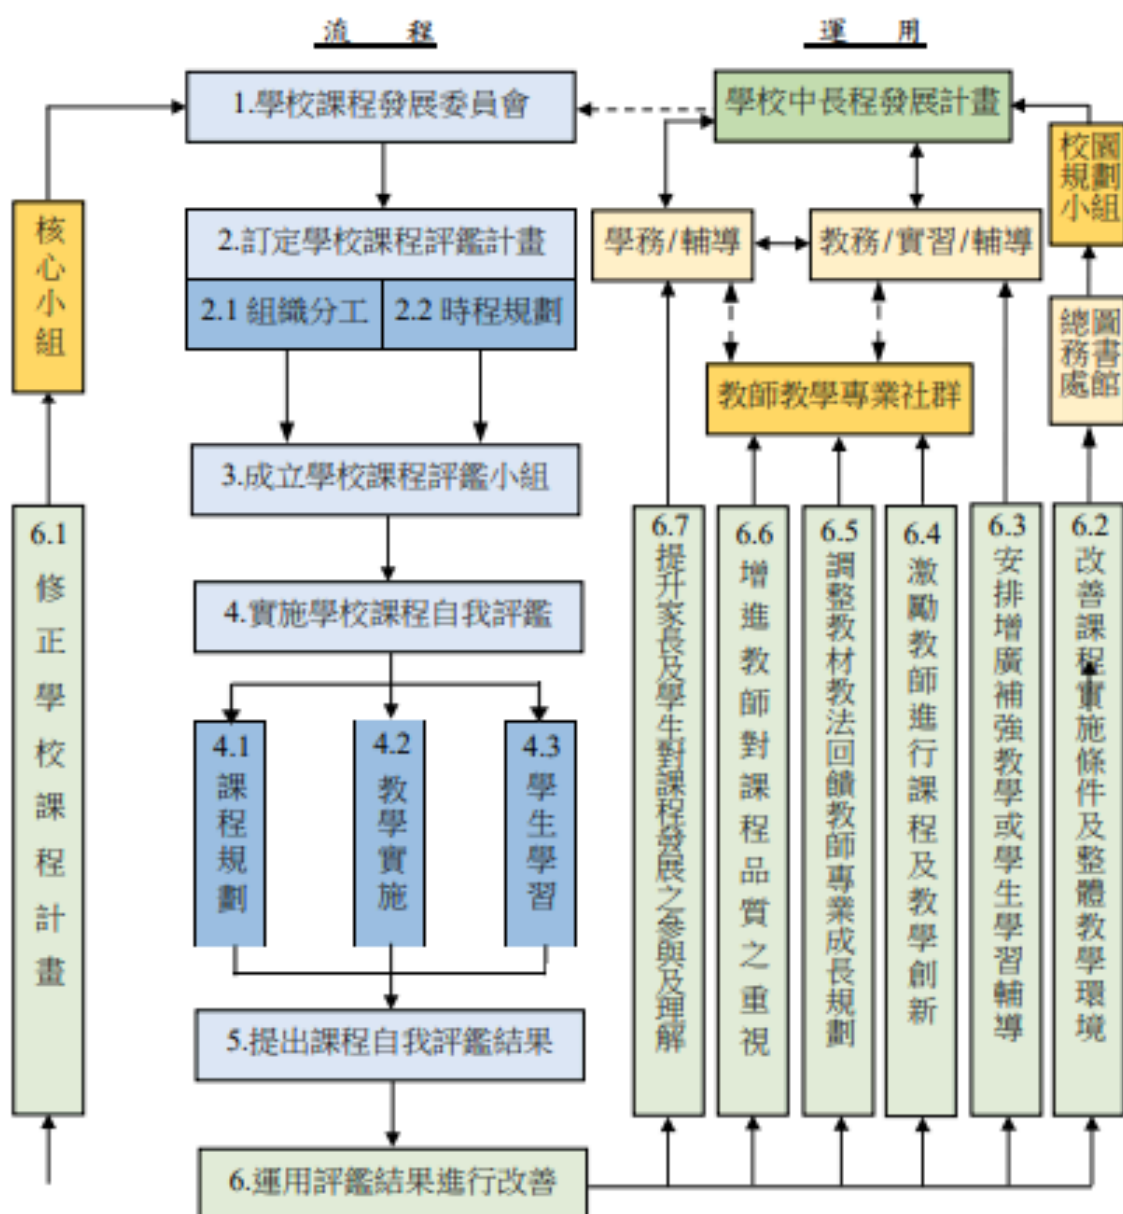 流 程
運 用
1.學校課程發展委員會
學校中長程發展計畫
校園規劃小組
核心小組
2.訂定學校課程評鑑計畫
2.1 組織分工
2.2 時程規劃
學務/輔導
教務/實習/輔導
總務處
圖書館
教師教學專業社群
3.成立學校課程評鑑小組
4.實施學校課程自我評鑑
4.1 課程規劃
4.2 教學實施
4.3 學生學習
5.提出課程自我評鑑結果
6.運用評鑑結果進行改善
6.1 修正學校課程計畫
6.7 提升家長及學生對課程發展之參與及理解
6.6 增進教師對課程品質之重視
6.5 調整教材教法回饋教師專業成長規劃
6.4 激勵教師進行課程及教學創新
6.3 安排增廣補強教學或學生學習輔導
6.2 改善課程實施條件及整體教學環境